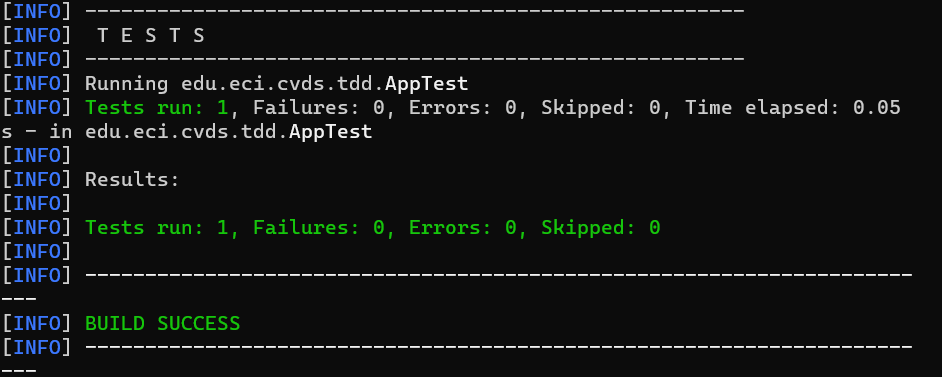 [INFO] -------------------------------------------------------
[INFO]  T E S T S
[INFO] -------------------------------------------------------
[INFO] Running edu.eci.cvds.tdd.AppTest
[INFO] Tests run: 1, Failures: 0, Errors: 0, Skipped: 0, Time elapsed: 0.05
s - in edu.eci.cvds.tdd.AppTest
[INFO]
[INFO] Results:
[INFO]
[INFO] Tests run: 1, Failures: 0, Errors: 0, Skipped: 0
[INFO]
[INFO] ---------------------------------------------------------------------
---
[INFO] BUILD SUCCESS
[INFO] ---------------------------------------------------------------------
---